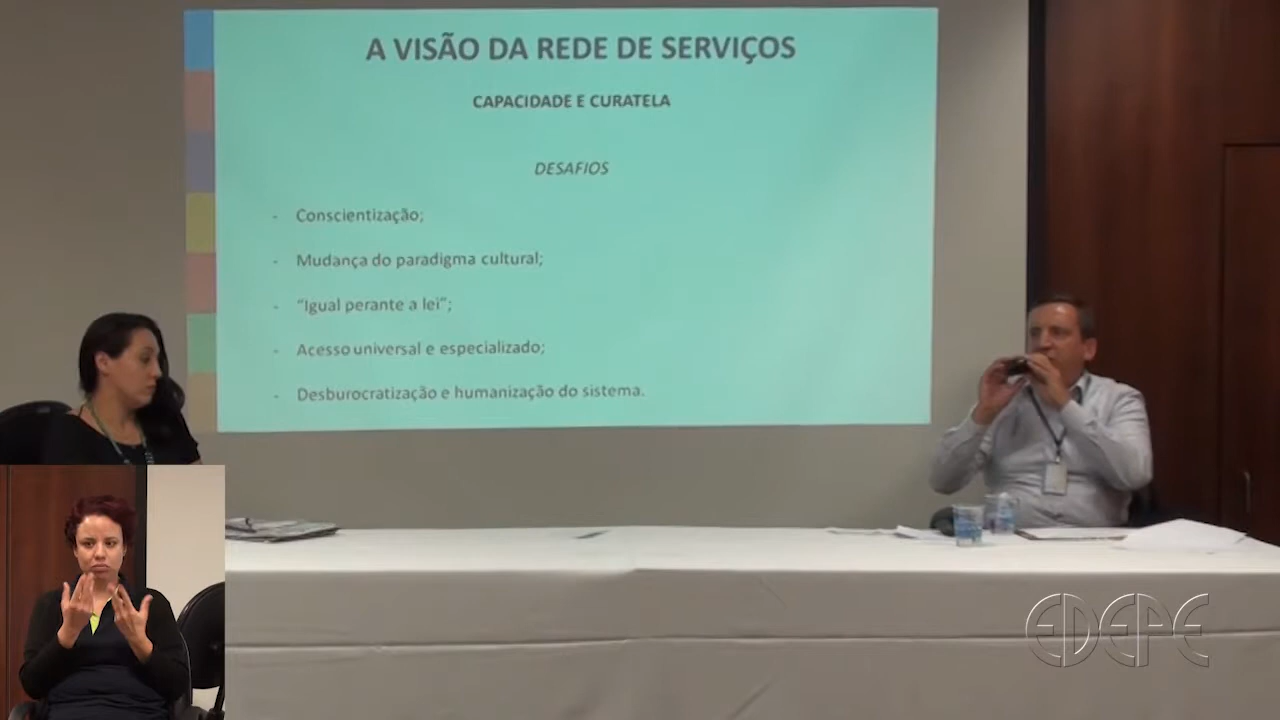 A VISÃO DA REDE DE SERVIÇOS
CAPACIDADE E CURATELA
DESAFIOS
- Conscientização;
- Mudança do paradigma cultural;
- “Igual perante a lei”;
- Acesso universal e especializado;
- Desburocratização e humanização do sistema.
EDEPE